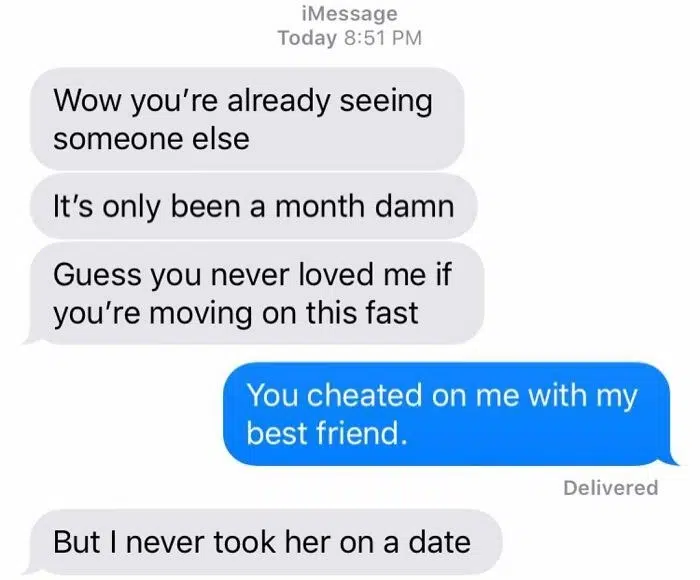 iMessage
Today 8:51 PM
Wow you’re already seeing
someone else
It’s only been a month damn
Guess you never loved me if
you’re moving on this fast
You cheated on me with my
best friend.
Delivered
But I never took her on a date